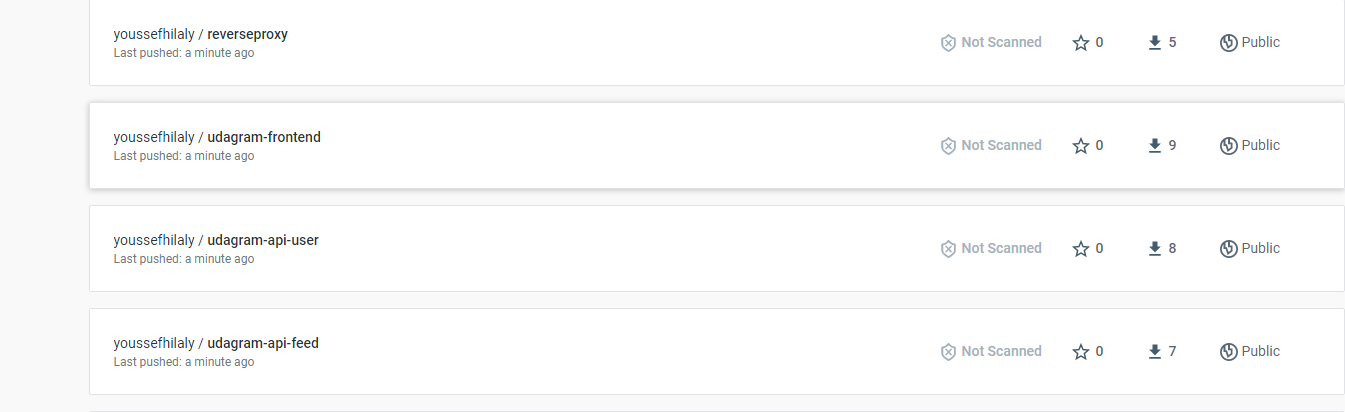 youssefhilaly / reverseproxy
Last pushed: a minute ago
Not Scanned 0 5 Public
youssefhilaly / udagram-frontend
Last pushed: a minute ago
Not Scanned 0 9 Public
youssefhilaly / udagram-api-user
Last pushed: a minute ago
Not Scanned 0 8 Public
youssefhilaly / udagram-api-feed
Last pushed: a minute ago
Not Scanned 0 7 Public